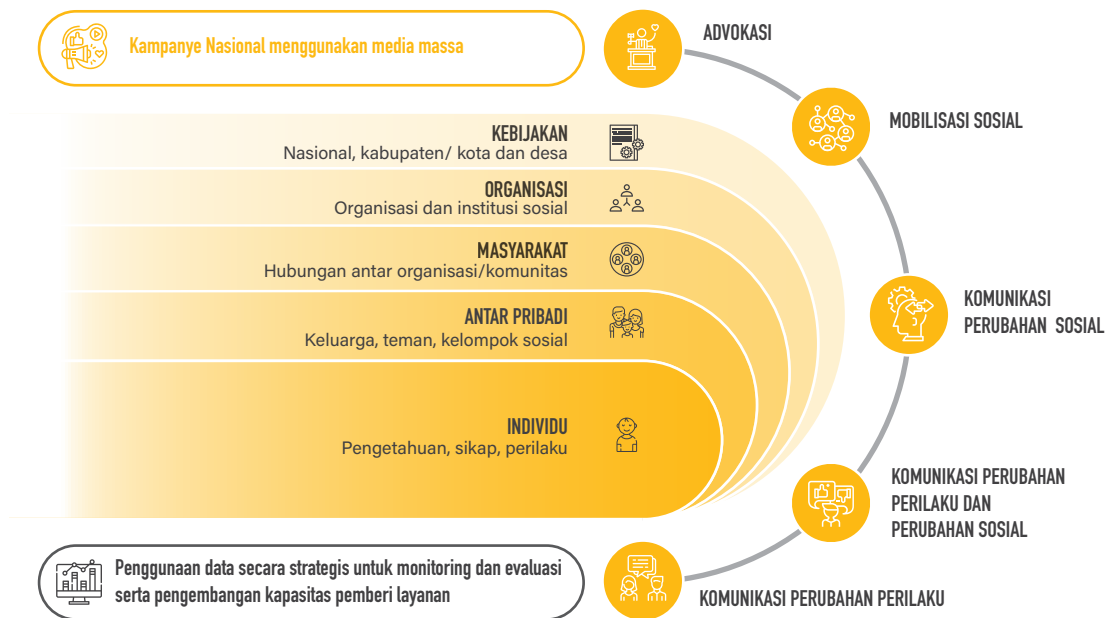 Kampanye Nasional menggunakan media massa
ADVOKASI
MOBILISASI SOSIAL
KEBIJAKAN
Nasional, kabupaten/ kota dan desa
ORGANISASI
Organisasi dan institusi sosial
MASYARAKAT
Hubungan antar organisasi/komunitas
ANTAR PRIBADI
Keluarga, teman, kelompok sosial
INDIVIDU
Pengetahuan, sikap, perilaku
KOMUNIKASI
PERUBAHAN SOSIAL
KOMUNIKASI PERUBAHAN
PERILAKU DAN
PERUBAHAN SOSIAL
KOMUNIKASI PERUBAHAN PERILAKU
Penggunaan data secara strategis untuk monitoring dan evaluasi
serta pengembangan kapasitas pemberi layanan